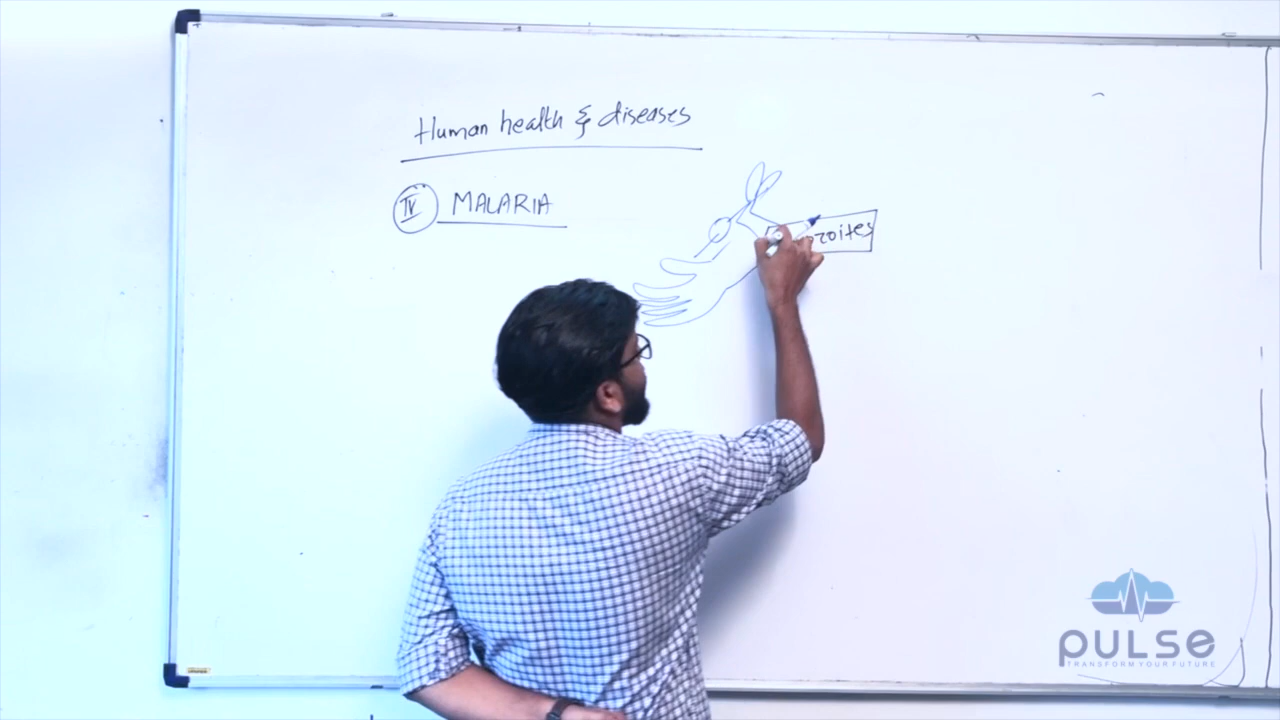 Human health & diseases
IV MALARIA
pulse
TRANSFORM YOUR FUTURE